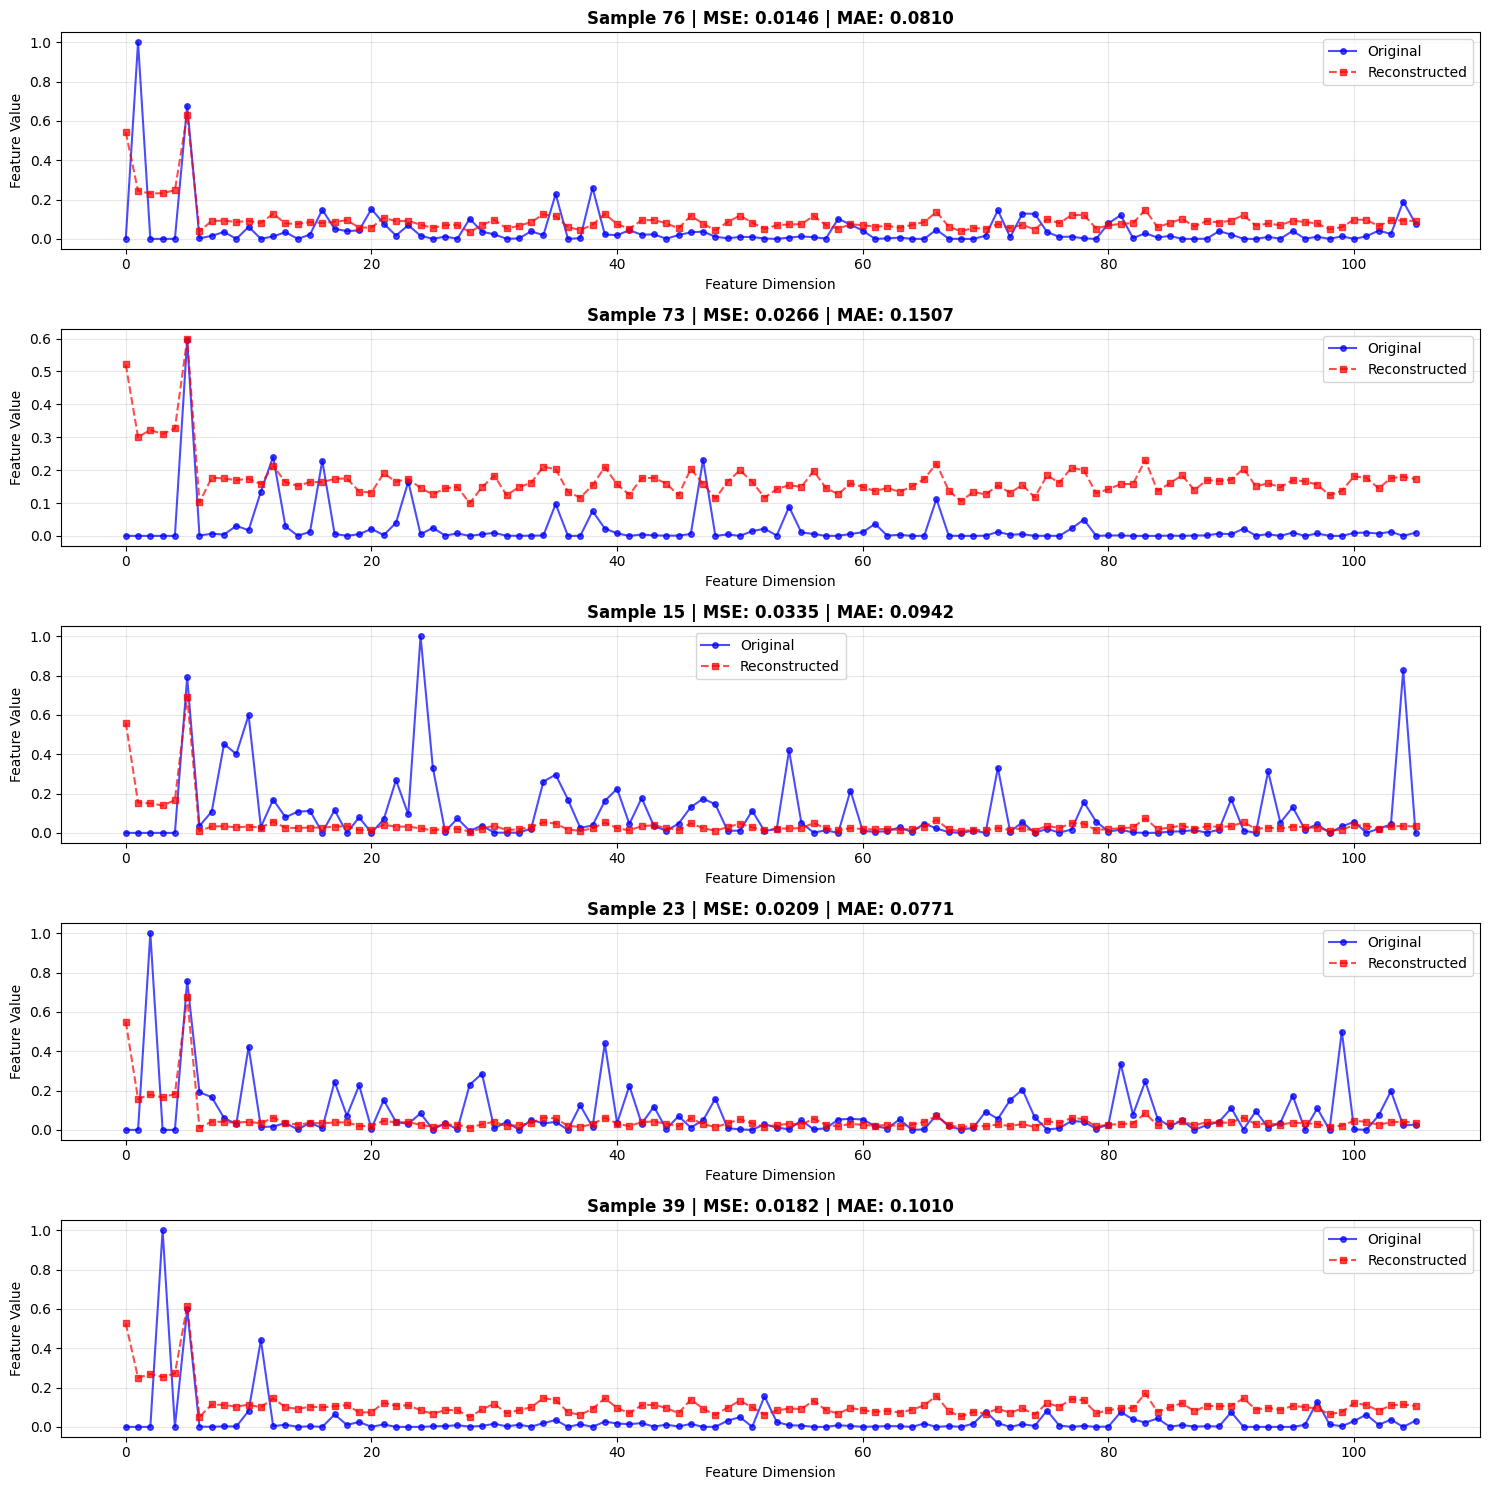 Sample 76 | MSE: 0.0146 | MAE: 0.0810
Original
Reconstructed
Feature Value
1.0
0.8
0.6
0.4
0.2
0.0
0 20 40 60 80 100
Feature Dimension
Sample 73 | MSE: 0.0266 | MAE: 0.1507
Original
Reconstructed
Feature Value
0.6
0.5
0.4
0.3
0.2
0.1
0.0
0 20 40 60 80 100
Feature Dimension
Sample 15 | MSE: 0.0335 | MAE: 0.0942
Original
Reconstructed
Feature Value
1.0
0.8
0.6
0.4
0.2
0.0
0 20 40 60 80 100
Feature Dimension
Sample 23 | MSE: 0.0209 | MAE: 0.0771
Original
Reconstructed
Feature Value
1.0
0.8
0.6
0.4
0.2
0.0
0 20 40 60 80 100
Feature Dimension
Sample 39 | MSE: 0.0182 | MAE: 0.1010
Original
Reconstructed
Feature Value
1.0
0.8
0.6
0.4
0.2
0.0
0 20 40 60 80 100
Feature Dimension